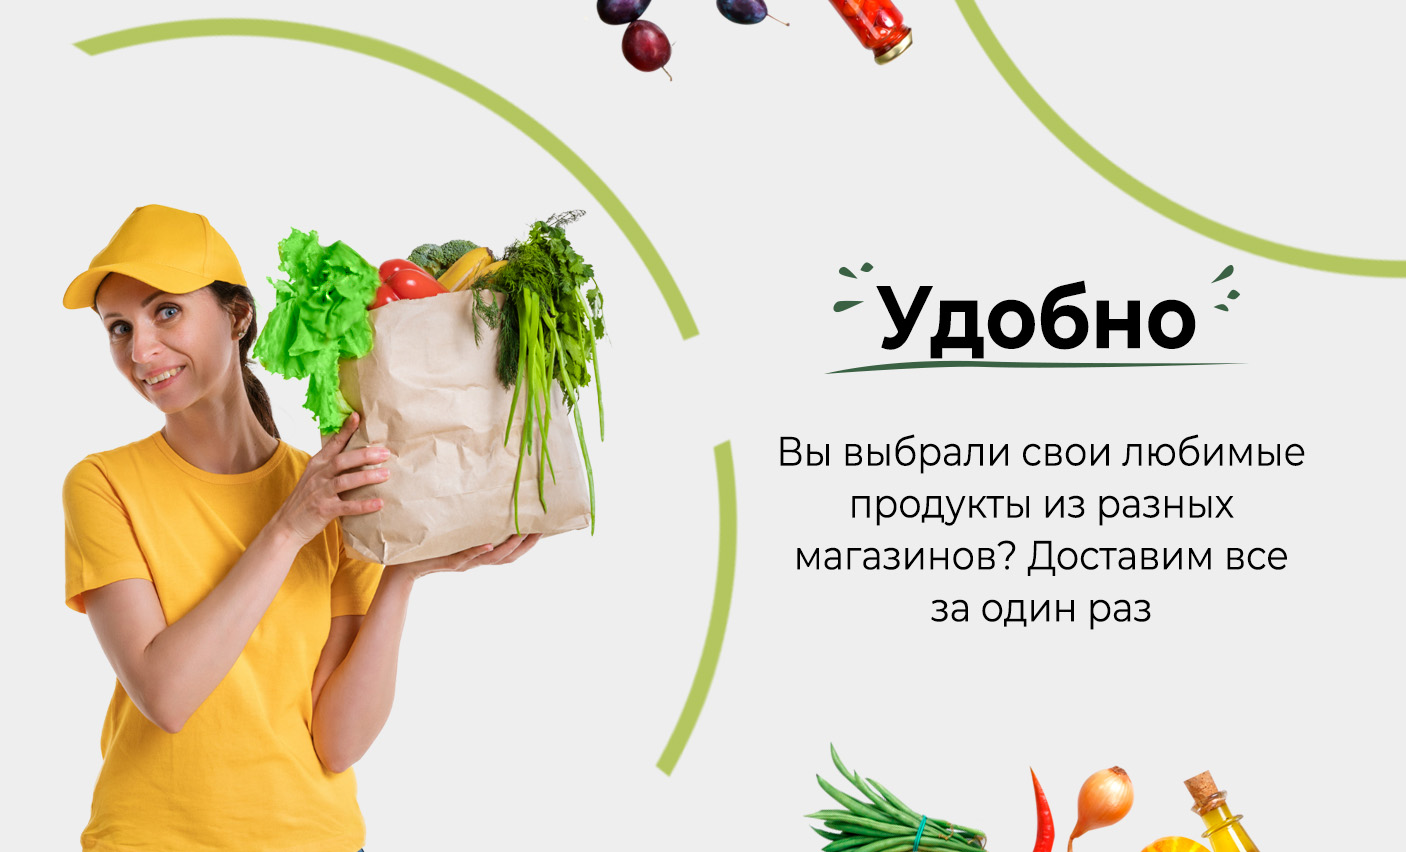 Удобно
Вы выбрали свои любимые
продукты из разных
магазинов? Доставим все
за один раз